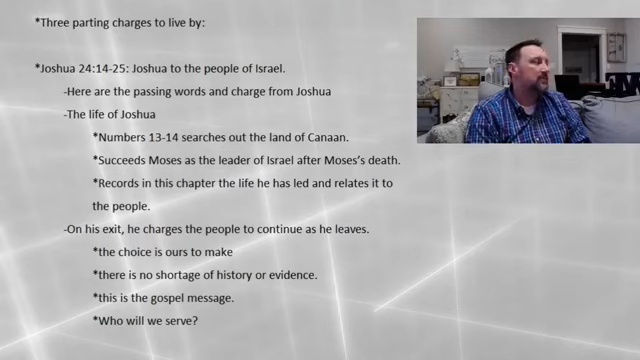 *Three parting charges to live by:
*Joshua 24:14-25: Joshua to the people of Israel.
-Here are the passing words and charge from Joshua
-The life of Joshua
*Numbers 13-14 searches out the land of Canaan.
*Succeeds Moses as the leader of Israel after Moses's death.
*Records in this chapter the life he has led and relates it to
the people.
-On his exit, he charges the people to continue as he leaves.
*the choice is ours to make
*there is no shortage of history or evidence.
*this is the gospel message.
*Who will we serve?